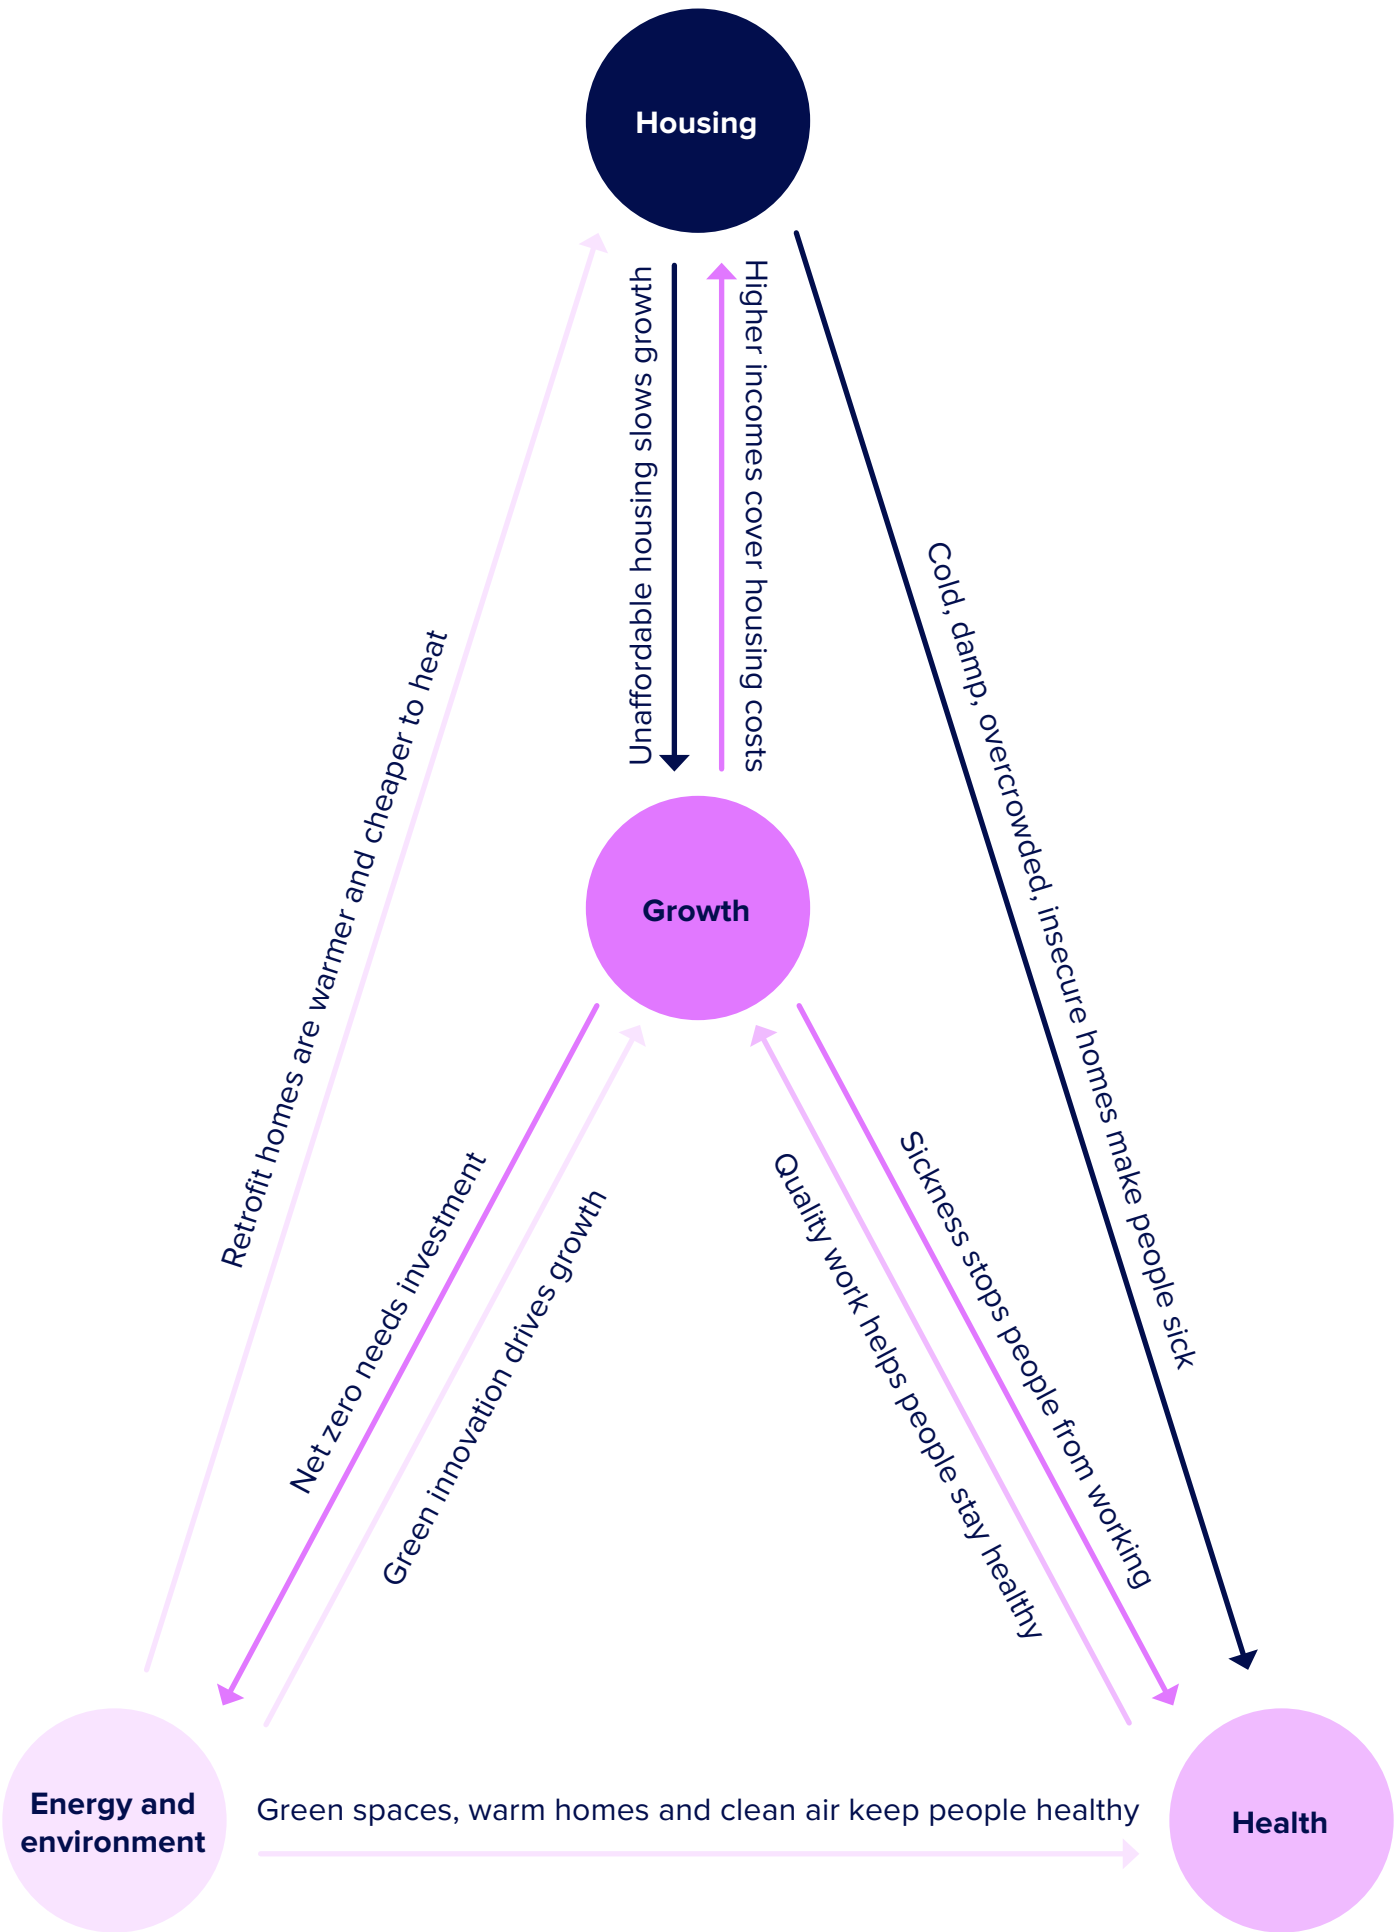 Housing
Unaffordable housing slows growth
Higher incomes cover housing costs
Cold, damp, overcrowded, insecure homes make people sick
Retrofit homes are warmer and cheaper to heat
Growth
Net zero needs investment
Green innovation drives growth
Quality work helps people stay healthy
Sickness stops people from working
Energy and
environment
Green spaces, warm homes and clean air keep people healthy
Health